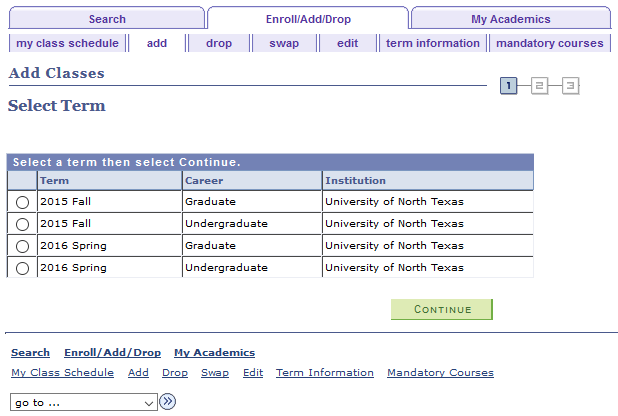 Search Enroll/Add/Drop My Academics
my class schedule add drop swap edit term information mandatory courses
Add Classes
1 2 3
Select Term
Select a term then select Continue.
Term Career Institution
2015 Fall Graduate University of North Texas
2015 Fall Undergraduate University of North Texas
2016 Spring Graduate University of North Texas
2016 Spring Undergraduate University of North Texas
CONTINUE
Search Enroll/Add/Drop My Academics
My Class Schedule Add Drop Swap Edit Term Information Mandatory Courses
go to ...